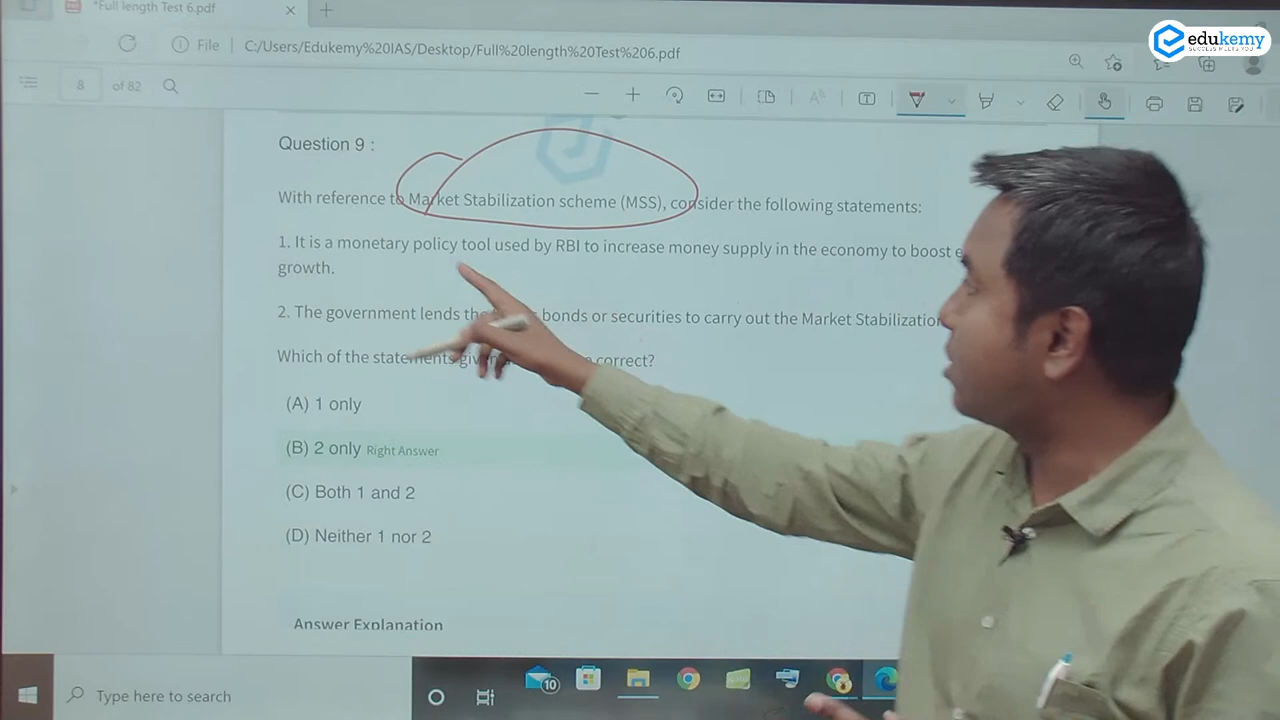 *Full length Test 6.pdf
edukemy
SUCCESS MEETS YOU
File C:/Users/Edukemy%20IAS/Desktop/Full%20length%20Test%206.pdf
8 of 82
Question 9 :
With reference to Market Stabilization scheme (MSS), consider the following statements:
1. It is a monetary policy tool used by RBI to increase money supply in the economy to boost
growth.
2. The government lends bonds or securities to carry out the Market Stabilization
Which of the statements correct?
(A) 1 only
(B) 2 only Right Answer
(C) Both 1 and 2
(D) Neither 1 nor 2
Answer Explanation
10
Type here to search